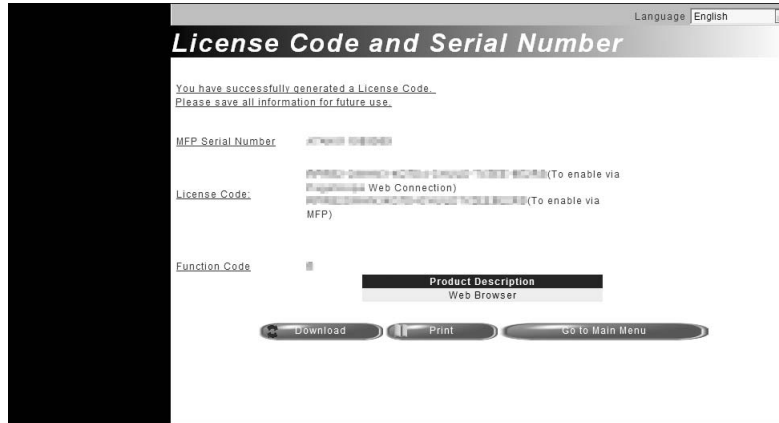 Language English
License Code and Serial Number
You have successfully generated a License Code.
Please save all information for future use.
MFP Serial Number
(To enable via
License Code: Web Connection)
(To enable via
MFP)
Function Code
Product Description
Web Browser
Download Print Go to Main Menu